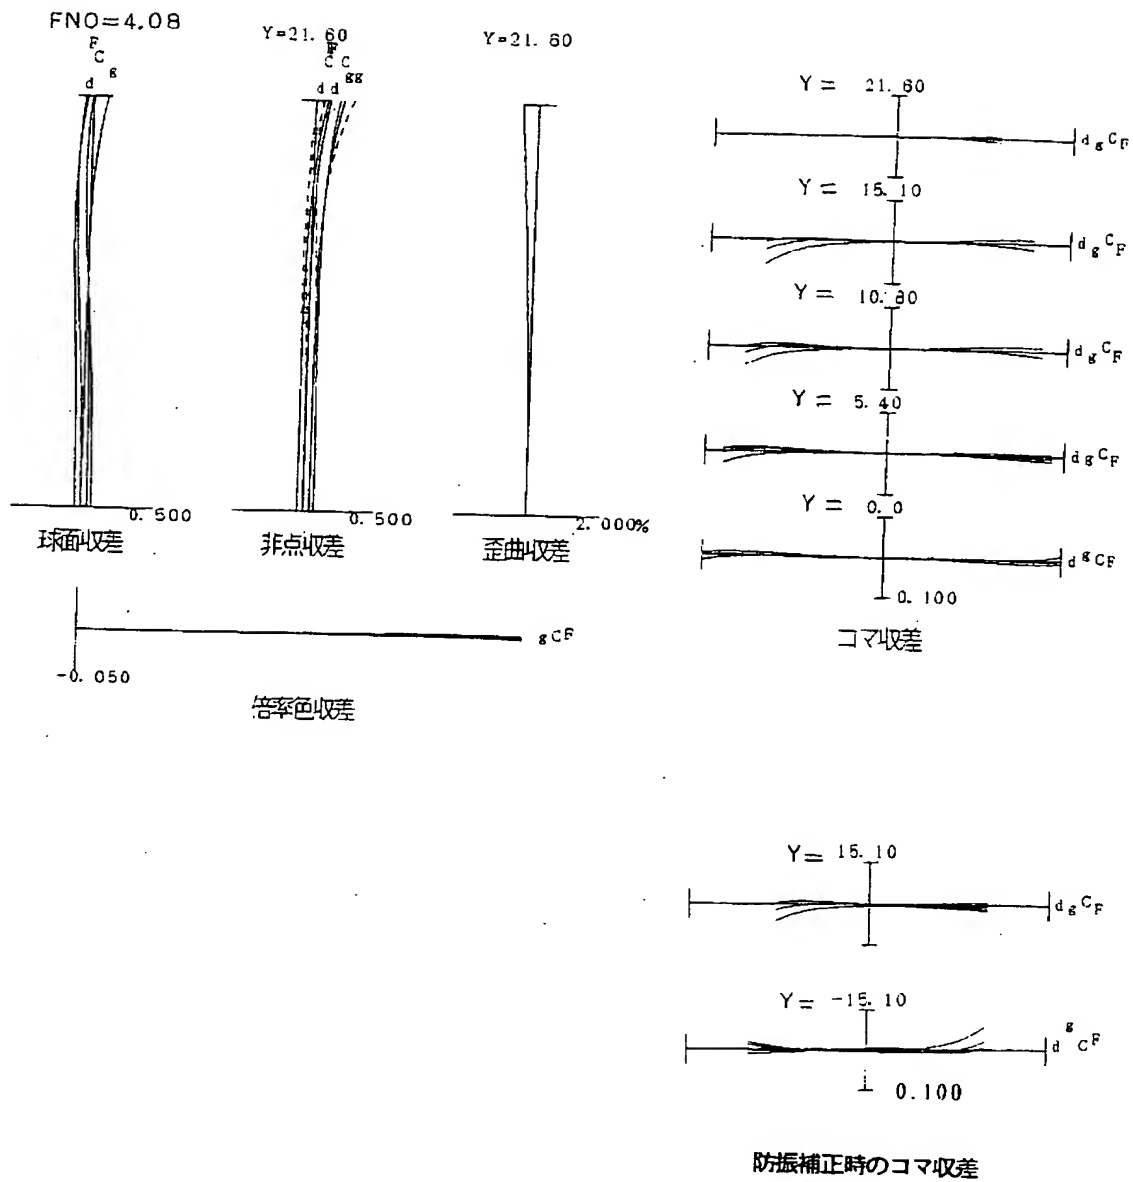 FNO=4.08
F
C
g
d
0.500
球面収差
Y=21.60
F
F
C C
gg
d d
0.500
非点収差
Y=21.60
2.000%
歪曲収差
gCF
-0.050
倍率色収差
Y= 21.60
d g C F
Y= 15.10
d g C F
Y= 10.80
d g C F
Y= 5.40
d g C F
Y= 0.0
d g C F
0.100
コマ収差
Y= 15.10
d g C F
Y= -15.10
d g C F
0.100
防振補正時のコマ収差